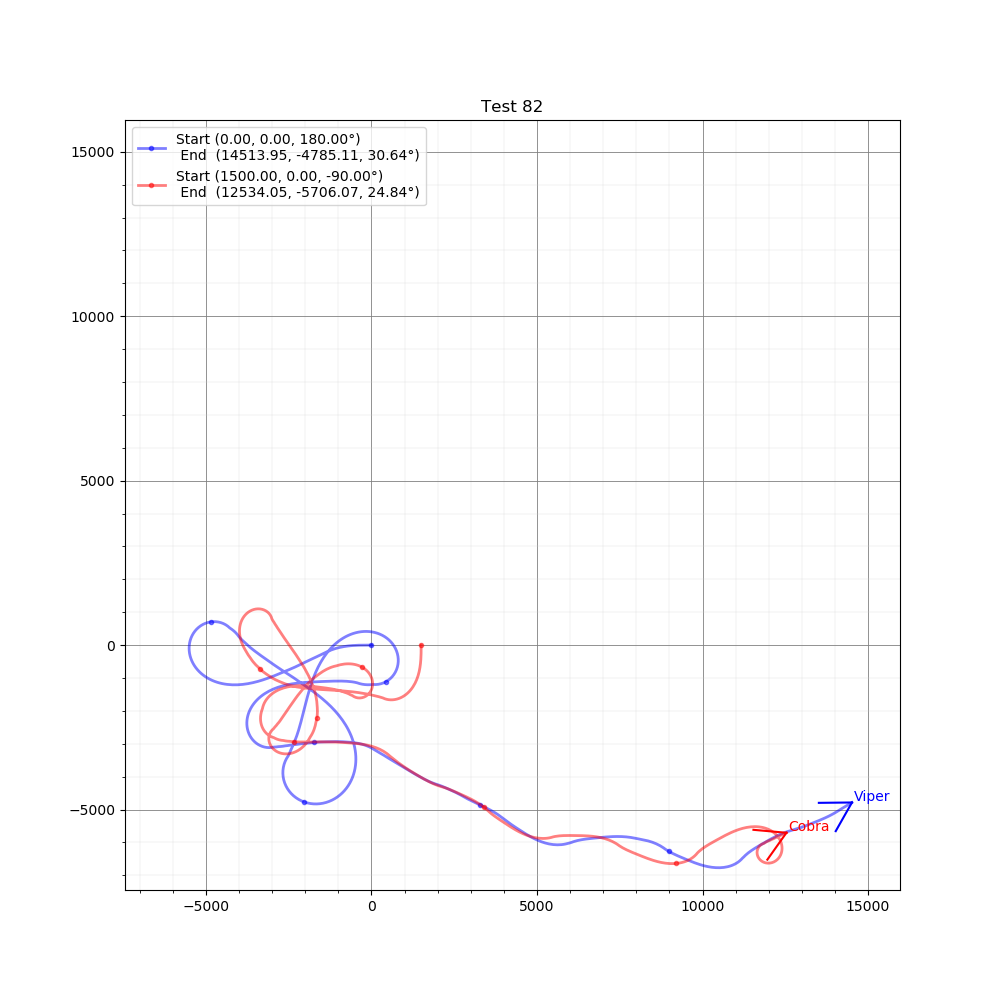 Test 82
Start (0.00, 0.00, 180.00°)
End  (14513.95, -4785.11, 30.64°)
Start (1500.00, 0.00, -90.00°)
End  (12534.05, -5706.07, 24.84°)
15000
10000
5000
0
−5000
Viper
Cobra
−5000
0
5000
10000
15000